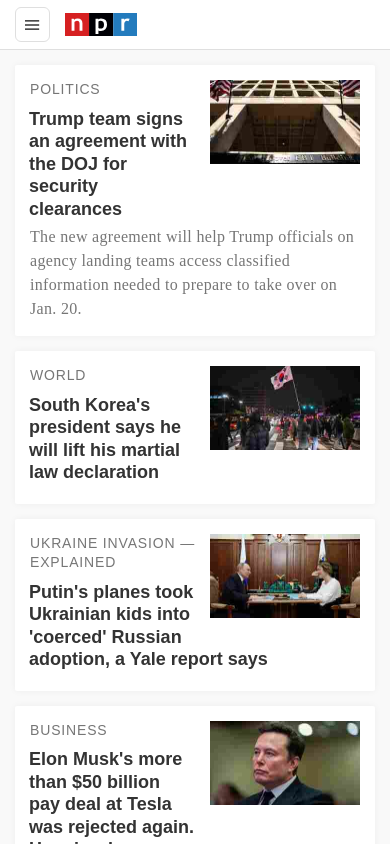 npr
POLITICS
Trump team signs
an agreement with
the DOJ for
security
clearances
The new agreement will help Trump officials on
agency landing teams access classified
information needed to prepare to take over on
Jan. 20.
WORLD
South Korea's
president says he
will lift his martial
law declaration
UKRAINE INVASION —
EXPLAINED
Putin's planes took
Ukrainian kids into
'coerced' Russian
adoption, a Yale report says
BUSINESS
Elon Musk's more
than $50 billion
pay deal at Tesla
was rejected again.